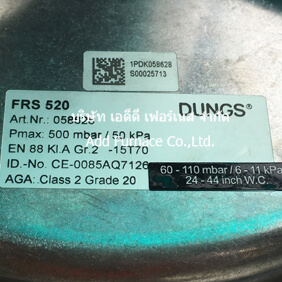 1PDK058628
S00025713
FRS 520
DUNGS®
Art.Nr.: 058628
บริษัท เอดีดี เฟอร์เนส จำกัด
Pmax: 500 mbar / 50 kPa
Add Furnace Co.,Ltd
EN 88 Kl.A Gr.2 -15T70
ID.-No. CE-0085AQ7126
60 - 110 mbar / 6 - 11 kPa
24 - 44 inch W.C.
AGA: Class 2 Grade 20